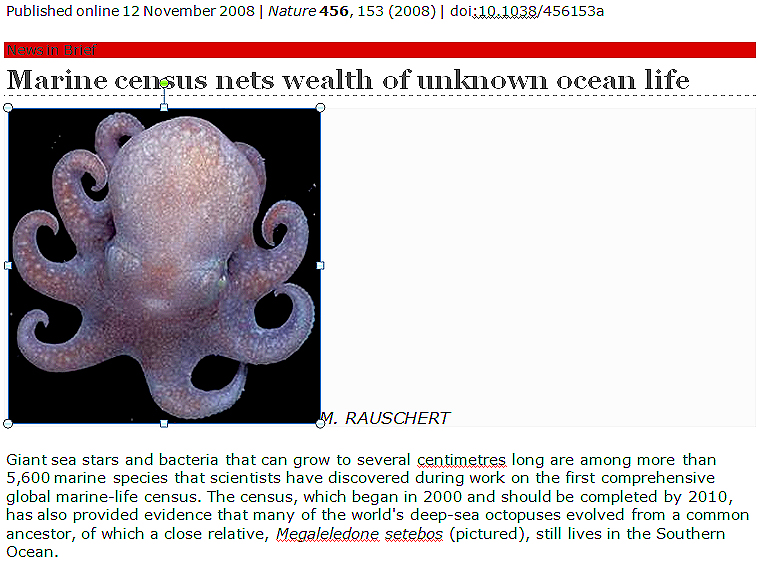 Published online 12 November 2008 | Nature 456, 153 (2008) | doi:10.1038/456153a
News in Brief
Marine census nets wealth of unknown ocean life
M. RAUSCHERT
Giant sea stars and bacteria that can grow to several centimetres long are among more than
5,600 marine species that scientists have discovered during work on the first comprehensive
global marine-life census. The census, which began in 2000 and should be completed by 2010,
has also provided evidence that many of the world's deep-sea octopuses evolved from a common
ancestor, of which a close relative, Megaleledone setebos (pictured), still lives in the Southern
Ocean.